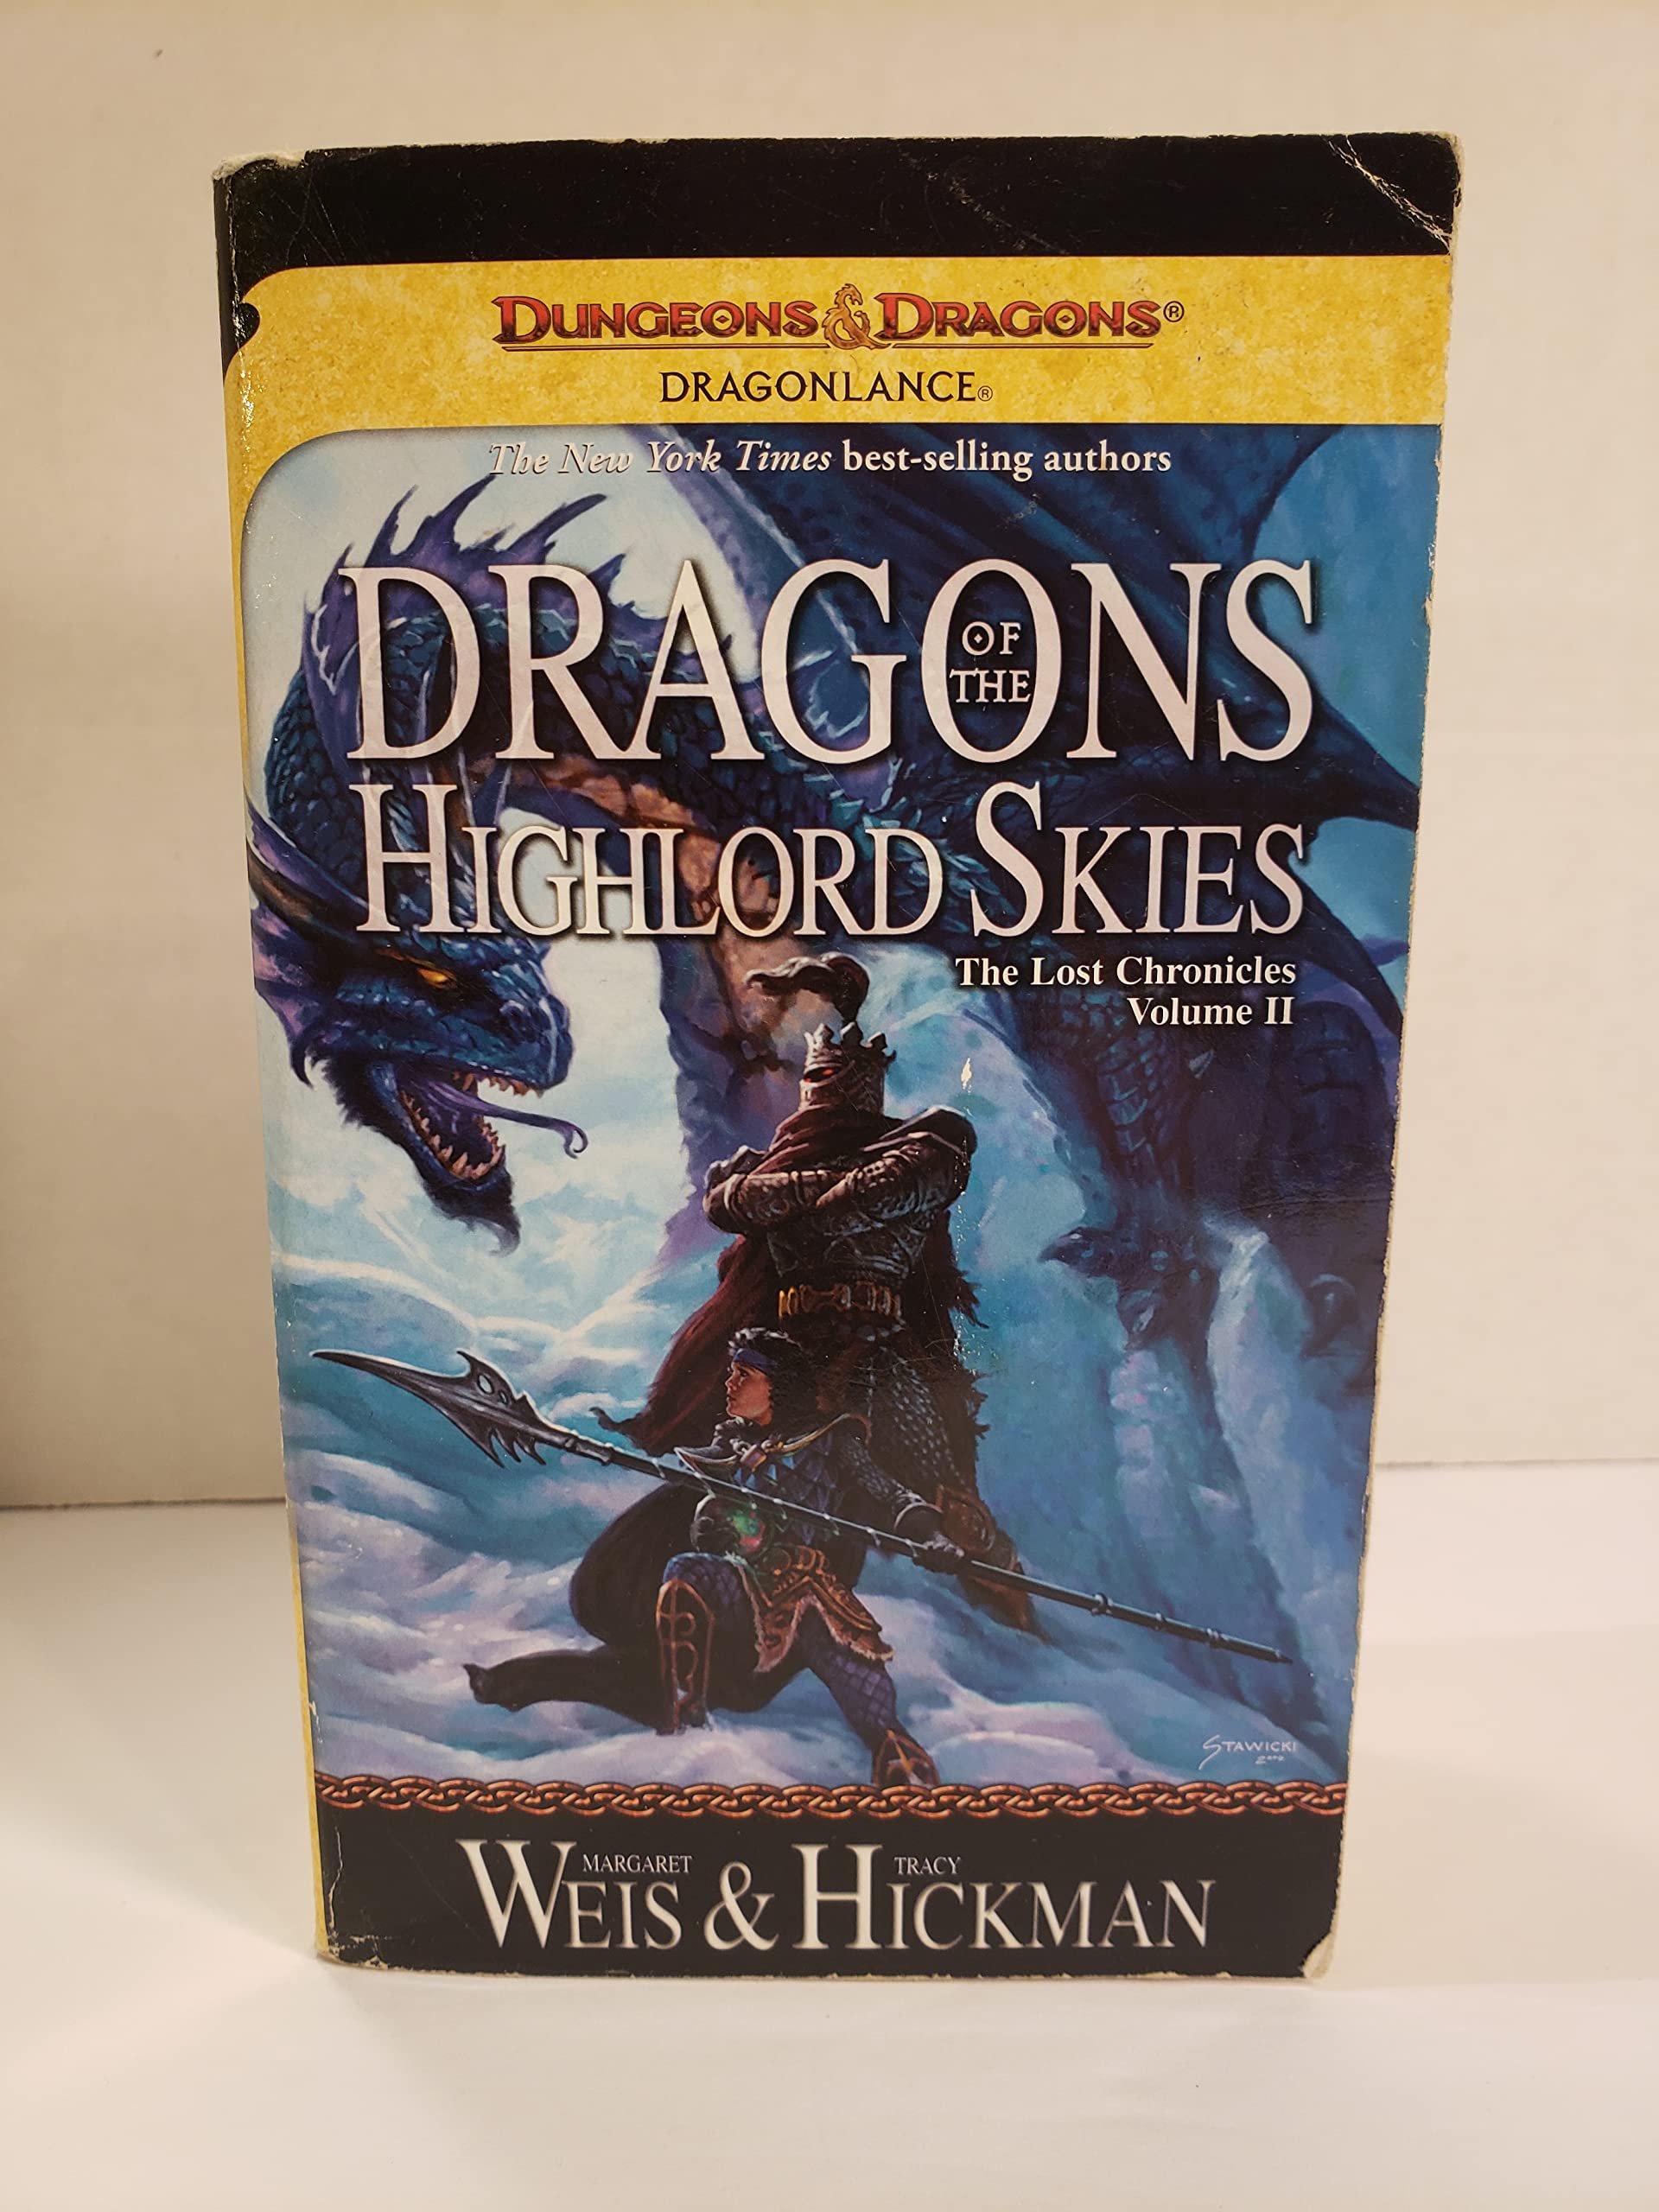 DUNGEONS & DRAGONS®
DRAGONLANCE®
The New York Times best-selling authors
DRAGONS
OF
THE
HIGHLORD SKIES
The Lost Chronicles
Volume II
STAWICKI
MARGARET TRACY
WEIS & HICKMAN